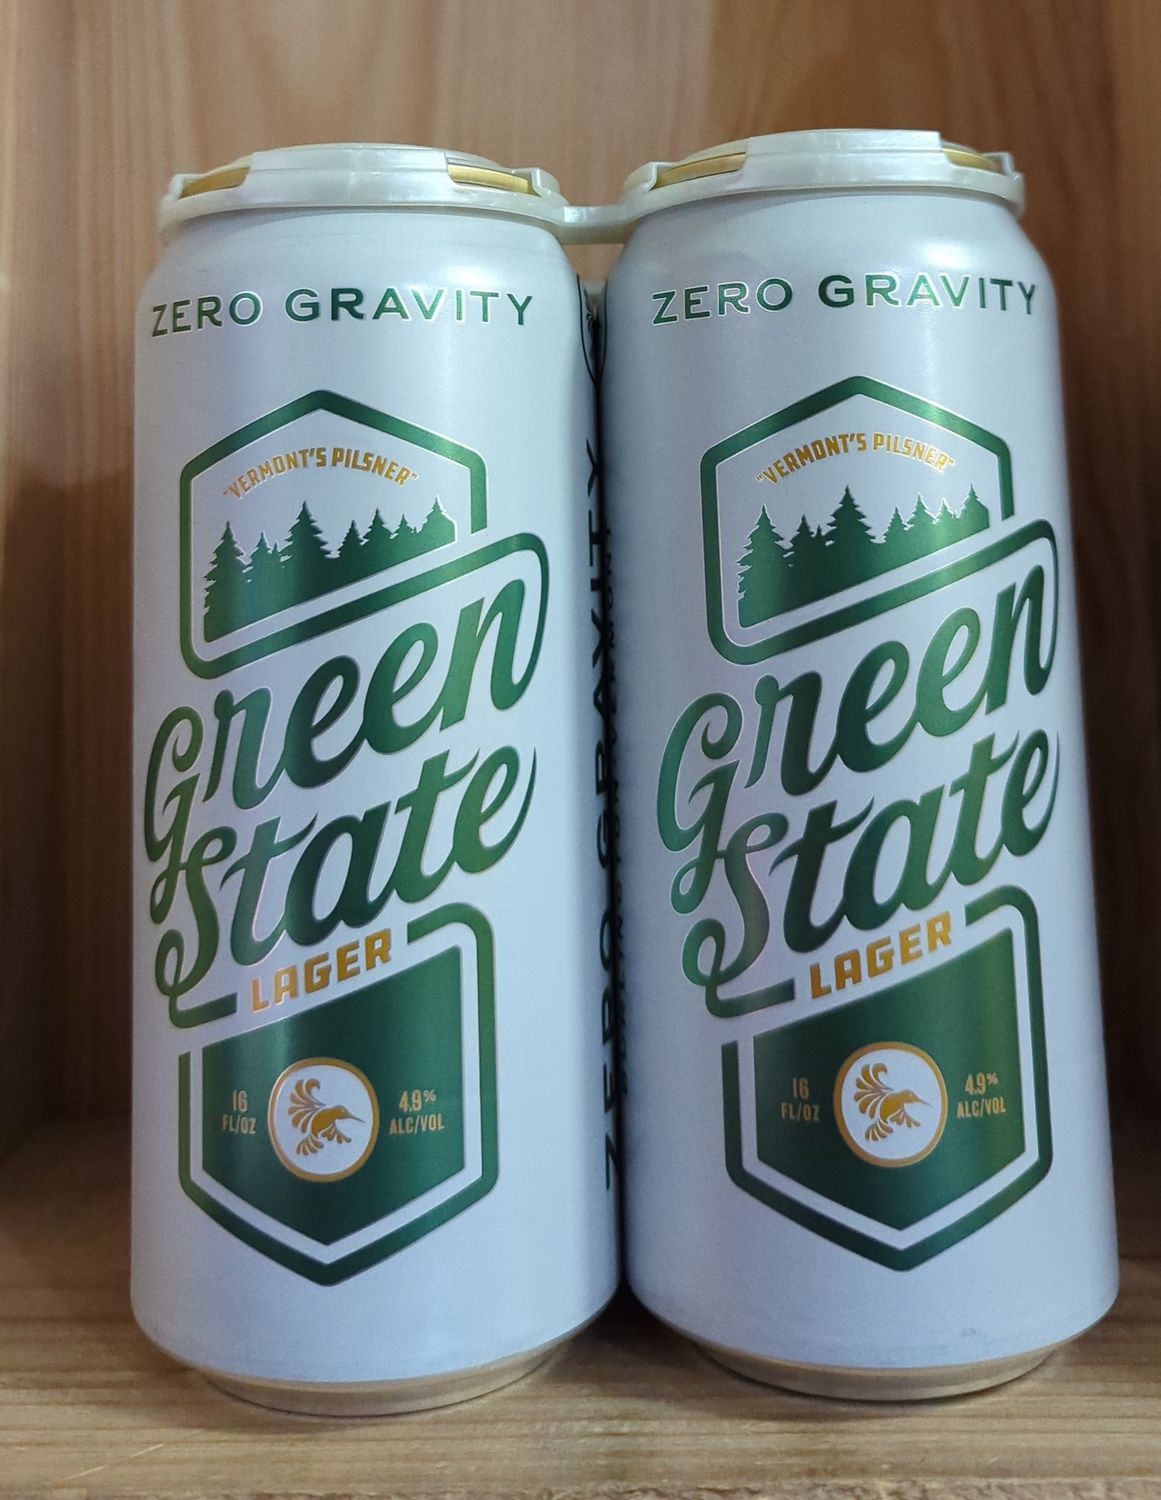 ZERO GRAVITY
"VERMONT'S PILSNER"
Green
State
LAGER
16
FL/OZ
4.9%
ALC/VOL
ZERO GRAVITY
"VERMONT'S PILSNER"
Green
State
LAGER
16
FL/OZ
4.9%
ALC/VOL
ZERO GRAVITY